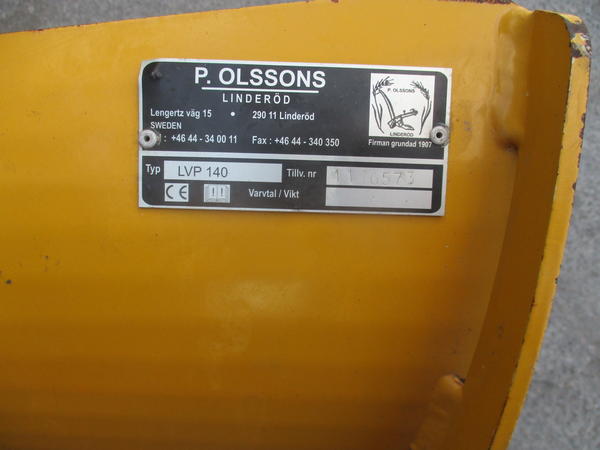 P. OLSSONS
LINDERÖD
Lengertz väg 15 • 290 11 Linderöd
SWEDEN
: +46 44 - 34 00 11 Fax : +46 44 - 340 350
P. OLSSONS
LINDERÖD
Firman grundad 1907
Typ LVP 140 Tillv. nr
CE Varvtal / Vikt